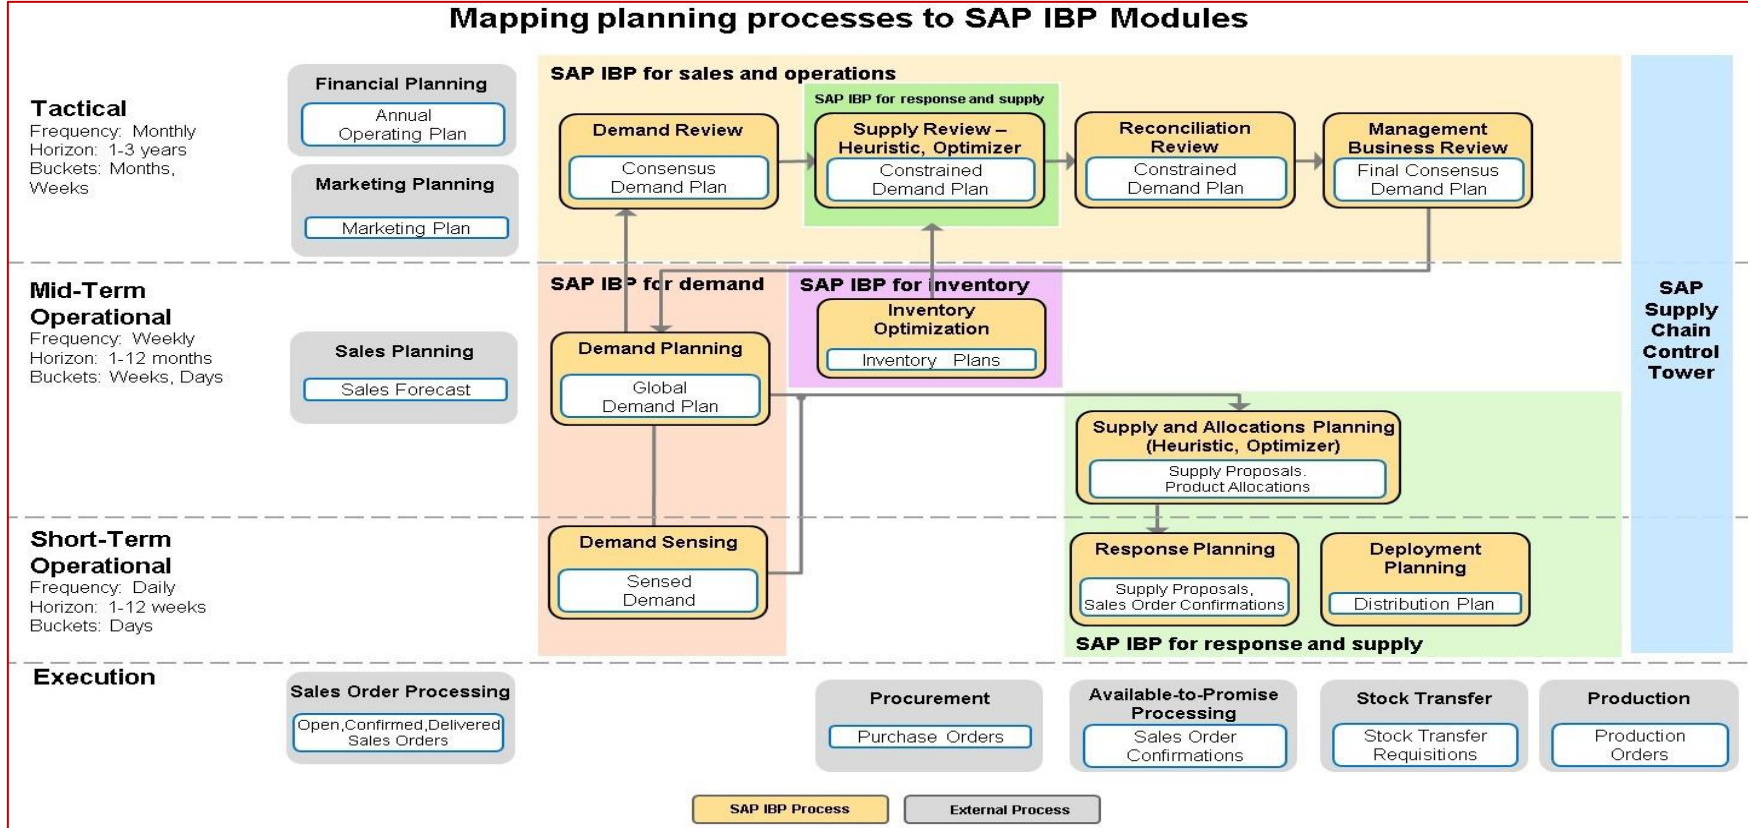 Mapping planning processes to SAP IBP Modules
Tactical
Frequency: Monthly
Horizon: 1-3 years
Buckets: Months,
Weeks
Financial Planning
Annual
Operating Plan
Marketing Planning
Marketing Plan
SAP IBP for sales and operations
Demand Review
Consensus
Demand Plan
SAP IBP for response and supply
Supply Review –
Heuristic, Optimizer
Constrained
Demand Plan
Reconciliation
Review
Constrained
Demand Plan
Management
Business Review
Final Consensus
Demand Plan
Mid-Term
Operational
Frequency: Weekly
Horizon: 1-12 months
Buckets: Weeks, Days
Sales Planning
Sales Forecast
SAP IBP for demand
Demand Planning
Global
Demand Plan
SAP IBP for inventory
Inventory
Optimization
Inventory Plans
Supply and Allocations Planning
(Heuristic, Optimizer)
Supply Proposals.
Product Allocations
SAP
Supply
Chain
Control
Tower
Short-Term
Operational
Frequency: Daily
Horizon: 1-12 weeks
Buckets: Days
Demand Sensing
Sensed
Demand
Response Planning
Supply Proposals,
Sales Order Confirmations
Deployment
Planning
Distribution Plan
SAP IBP for response and supply
Execution
Sales Order Processing
Open,Confirmed,Delivered
Sales Orders
Procurement
Purchase Orders
Available-to-Promise
Processing
Sales Order
Confirmations
Stock Transfer
Stock Transfer
Requisitions
Production
Production
Orders
SAP IBP Process
External Process